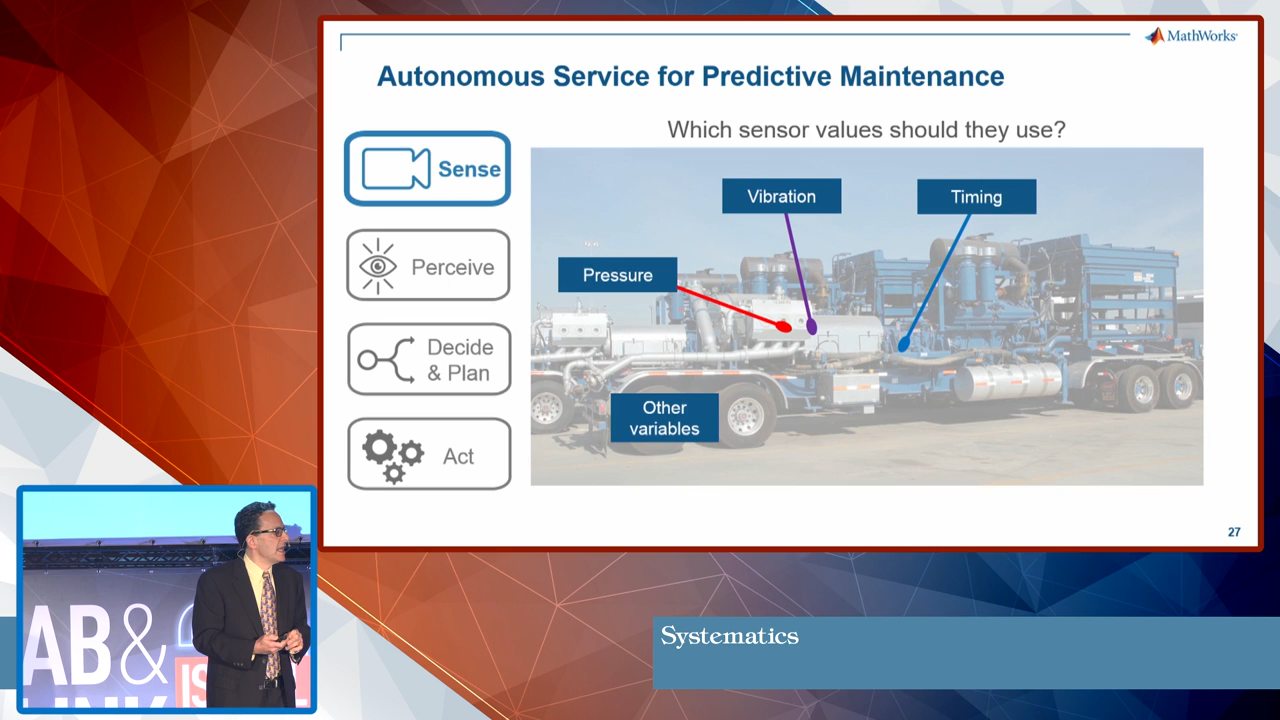 MathWorks
Autonomous Service for Predictive Maintenance
Which sensor values should they use?
Sense
Perceive
Decide
& Plan
Act
Vibration
Timing
Pressure
Other
variables
27
Systematics
AB&
IS